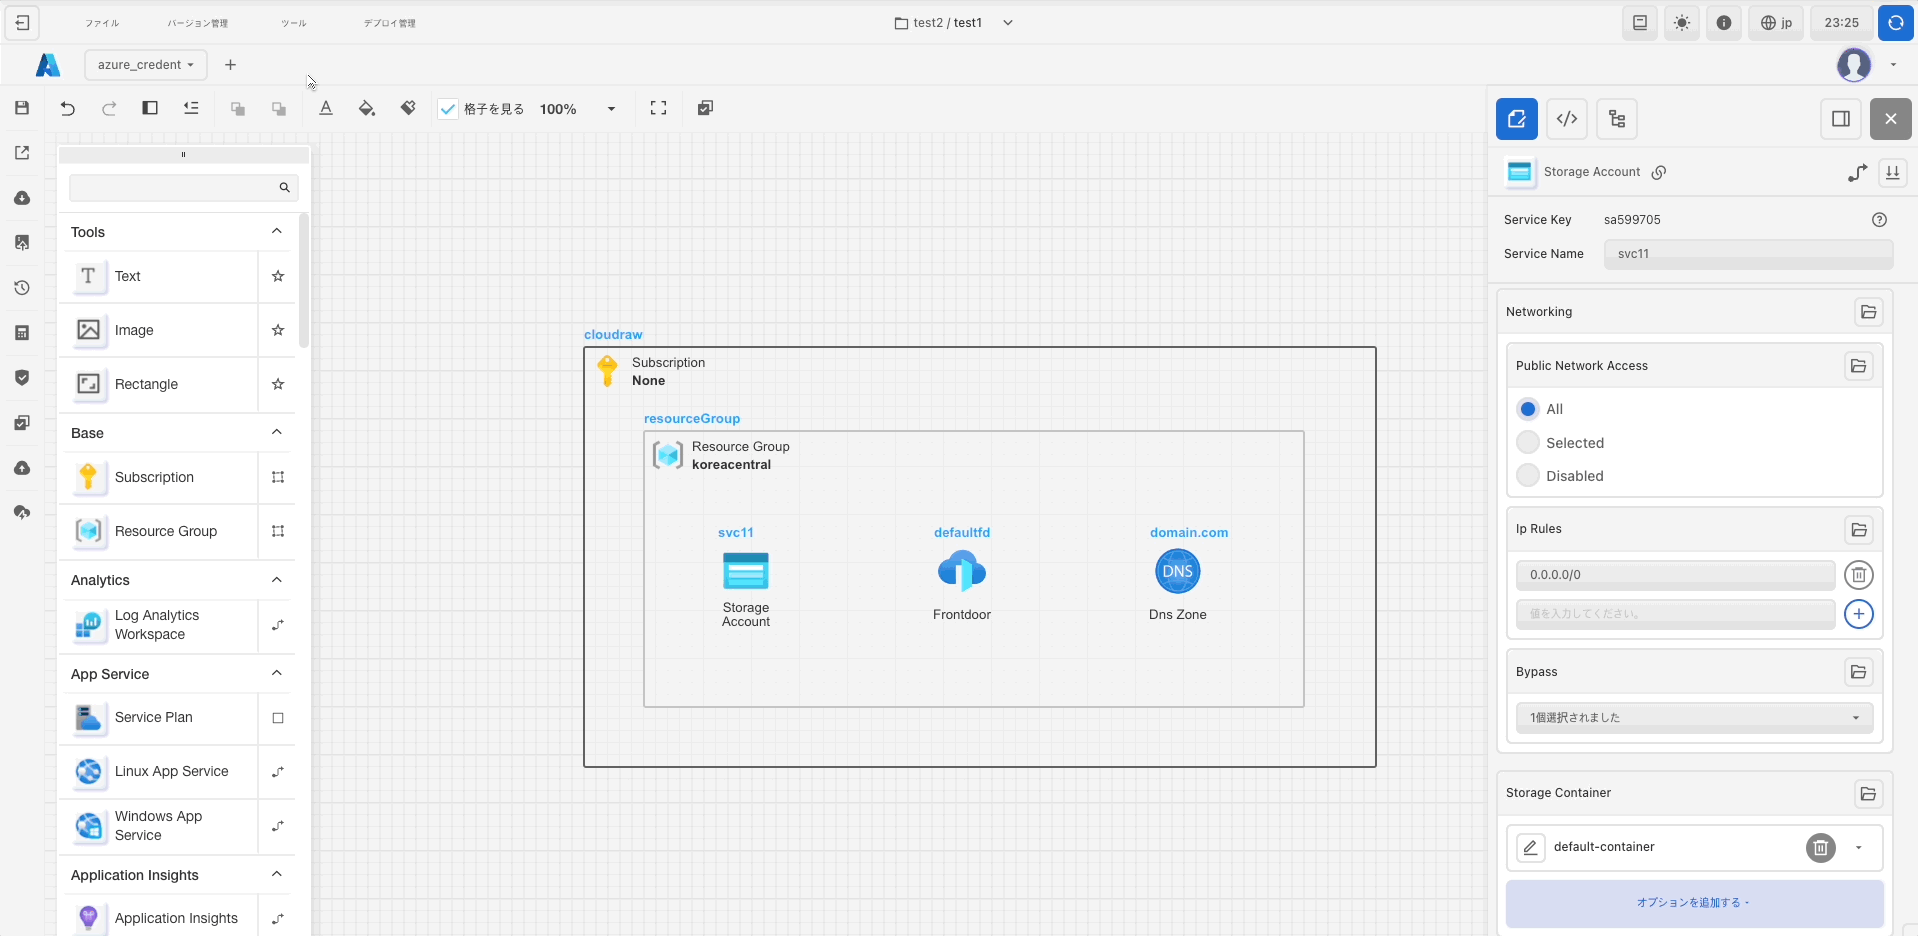 ファイル
バージョン管理
ツール
デプロイ管理
test2 / test1
jp
23:25
azure_credent
格子を見る
100%
Tools
Text
Image
Rectangle
Base
Subscription
Resource Group
Analytics
Log Analytics
Workspace
App Service
Service Plan
Linux App Service
Windows App
Service
Application Insights
Application Insights
cloudraw
Subscription
None
resourceGroup
Resource Group
koreacentral
svc11
Storage
Account
defaultfd
Frontdoor
domain.com
DNS
Dns Zone
Storage Account
Service Key
sa599705
Service Name
svc11
Networking
Public Network Access
All
Selected
Disabled
Ip Rules
0.0.0.0/0
値を入力してください。
Bypass
1個選択されました
Storage Container
default-container
オプションを追加する